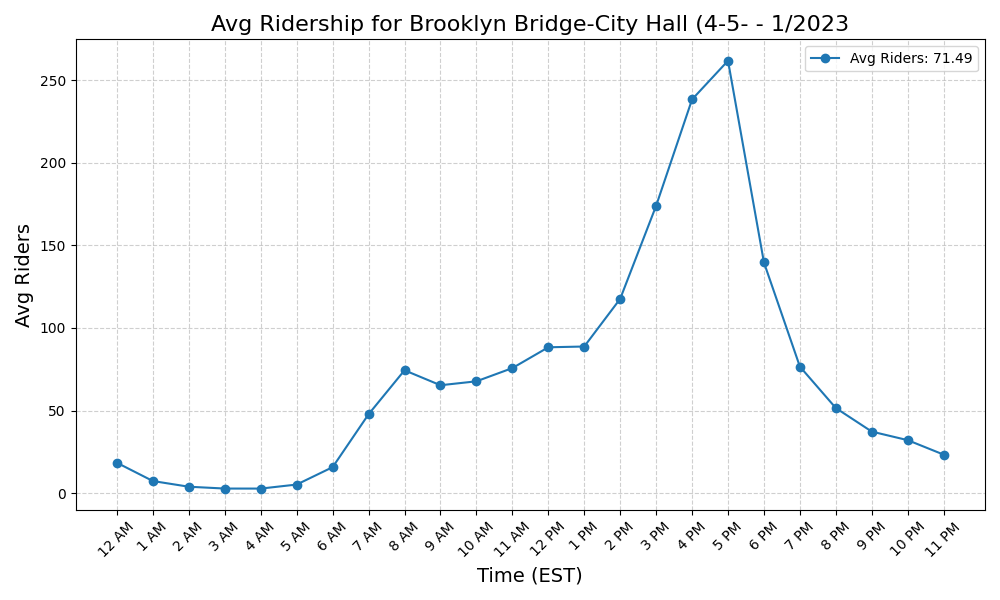 Avg Ridership for Brooklyn Bridge-City Hall (4-5- - 1/2023
Avg Riders: 71.49
Avg Riders
250
200
150
100
50
0
12 AM
1 AM
2 AM
3 AM
4 AM
5 AM
6 AM
7 AM
8 AM
9 AM
10 AM
11 AM
12 PM
1 PM
2 PM
3 PM
4 PM
5 PM
6 PM
7 PM
8 PM
9 PM
10 PM
11 PM
Time (EST)